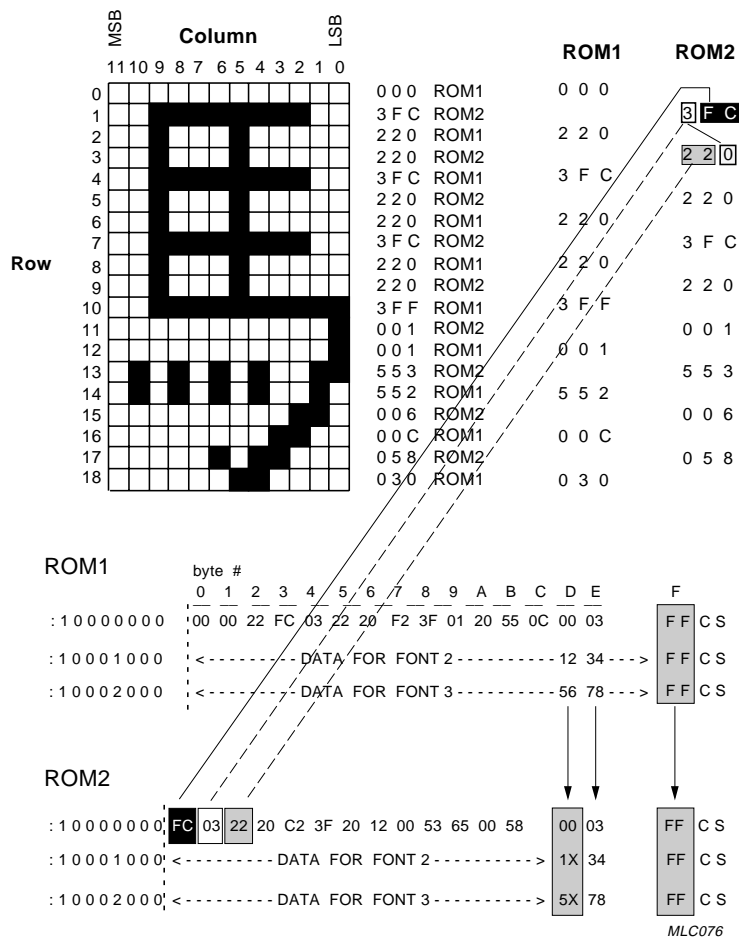 MSB Column LSB ROM1 ROM2
11 10 9 8 7 6 5 4 3 2 1 0
0 0 0 0 ROM1 0 0 0
1 3 F C ROM2 3 F C
2 2 2 0 ROM1 2 2 0
3 2 2 0 ROM2 2 2 0
4 3 F C ROM1 3 F C
5 2 2 0 ROM2 2 2 0
6 2 2 0 ROM1 2 2 0
7 3 F C ROM2 3 F C
Row
8 2 2 0 ROM1 2 2 0
9 2 2 0 ROM2 2 2 0
10 3 F F ROM1 3 F F
11 0 0 1 ROM2 0 0 1
12 0 0 1 ROM1 0 0 1
13 5 5 3 ROM2 5 5 3
14 5 5 2 ROM1 5 5 2
15 0 0 6 ROM2 0 0 6
16 0 0 C ROM1 0 0 C
17 0 5 8 ROM2 0 5 8
18 0 3 0 ROM1 0 3 0
ROM1
byte #
0 1 2 3 4 5 6 7 8 9 A B C D E F
: 1 0 0 0 0 0 0 0 00 00 22 FC 03 22 20 F2 3F 01 20 55 0C 00 03 F F C S
: 1 0 0 0 1 0 0 0 <- - - - - - - DATA FOR FONT 2 - - - - - - - - - - 12 34 - - - > F F C S
: 1 0 0 0 2 0 0 0 <- - - - - - - DATA FOR FONT 3 - - - - - - - - - - 56 78 - - - > F F C S
ROM2
: 1 0 0 0 0 0 0 0 FC 03 22 20 C2 3F 20 12 00 53 65 00 58 00 03 FF C S
: 1 0 0 0 1 0 0 0 <- - - - - - - - - DATA FOR FONT 2 - - - - - - - - - - > 1X 34 FF C S
: 1 0 0 0 2 0 0 0 <- - - - - - - - - DATA FOR FONT 3 - - - - - - - - - - > 5X 78 FF C S
MLC076